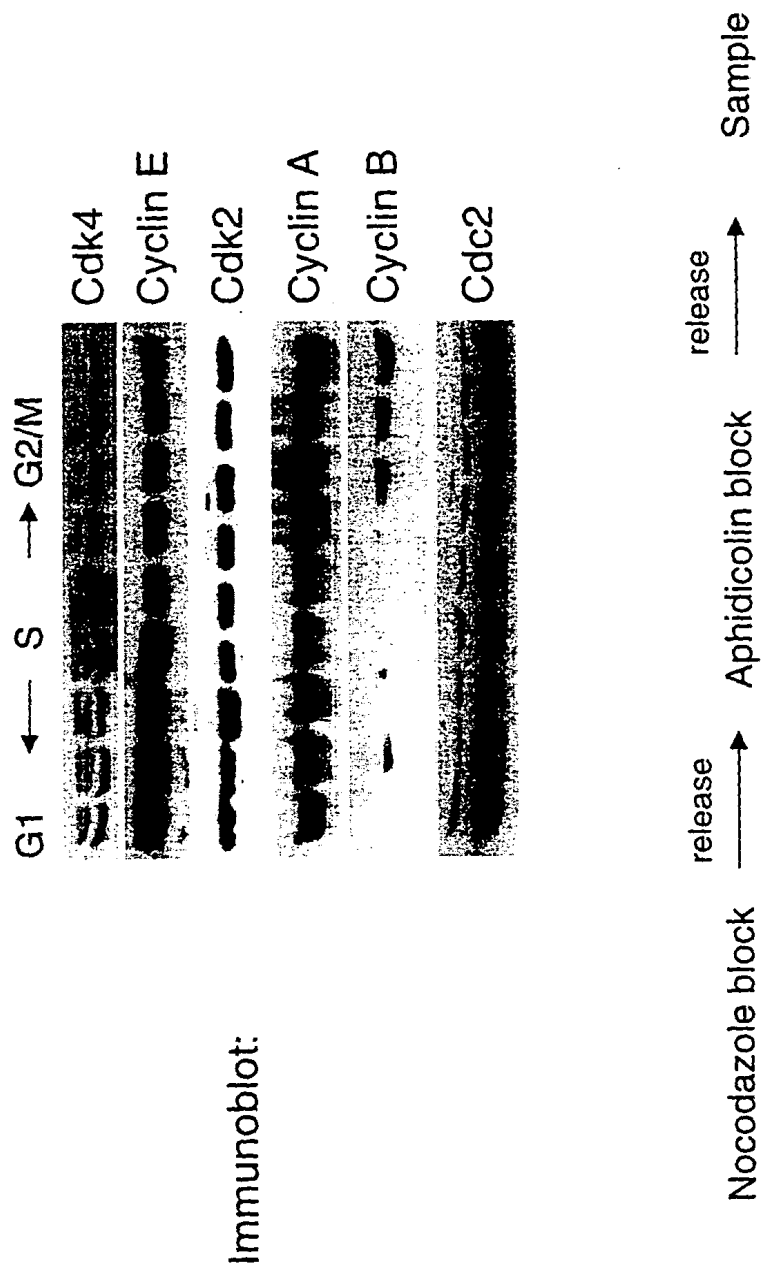 G1 ← S → G2/M
Cdk4
Cyclin E
Immunoblot: Cdk2
Cyclin A
Cyclin B
Cdc2
release release
Nocodazole block → Aphidicolin block → Sample